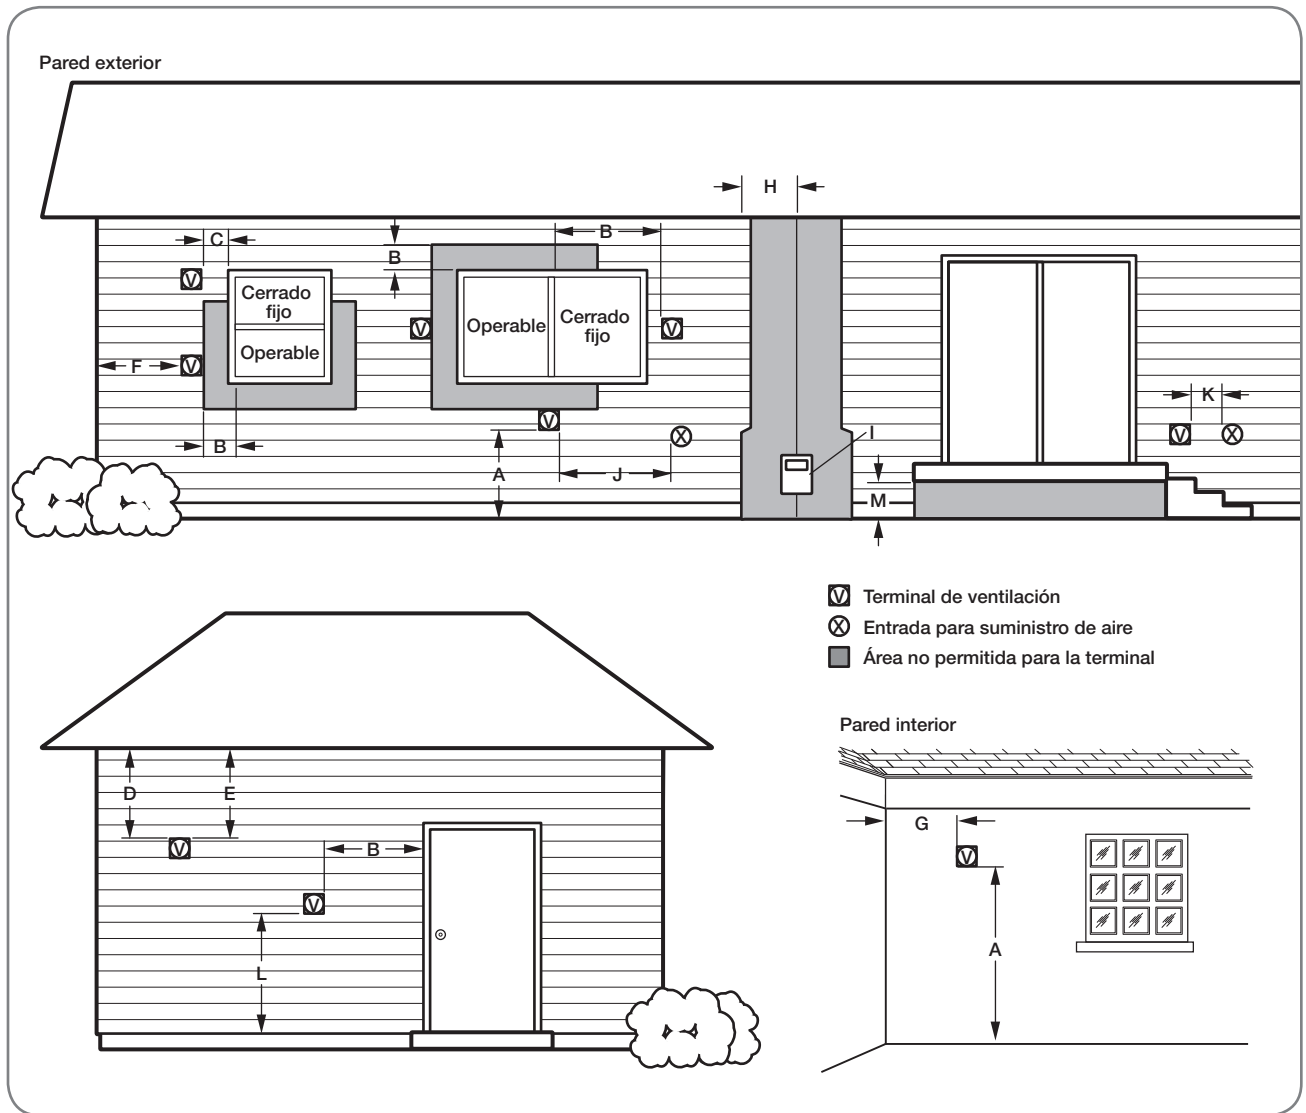 Pared exterior
H
C
B
B
V
Cerrado
fijo
Operable
V
Operable
Cerrado
fijo
V
F
V
B
V
A
J
X
I
M
V
K
X
V Terminal de ventilación
X Entrada para suministro de aire
Área no permitida para la terminal
D
E
V
B
V
L
Pared interior
G
V
A